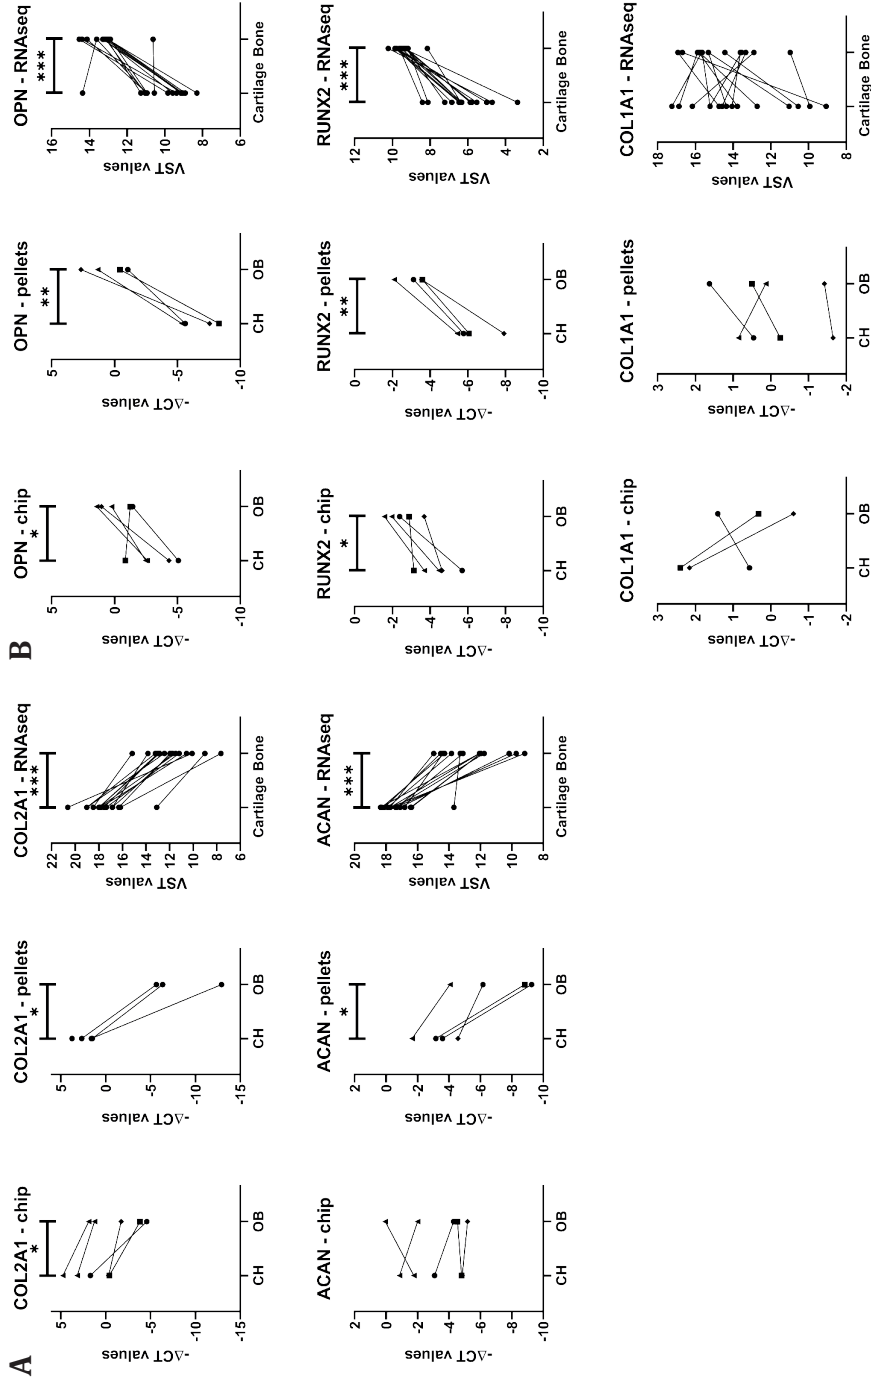 A
COL2A1 - chip
*
-ΔCT values
5
0
-5
-10
-15
CH
OB
COL2A1 - pellets
*
-ΔCT values
5
0
-5
-10
-15
CH
OB
COL2A1 - RNAseq
***
VST values
22
20
18
16
14
12
10
8
6
Cartilage
Bone
ACAN - chip
-ΔCT values
2
0
-2
-4
-6
-8
-10
CH
OB
ACAN - pellets
*
-ΔCT values
2
0
-2
-4
-6
-8
-10
CH
OB
ACAN - RNAseq
***
VST values
20
18
16
14
12
10
8
Cartilage
Bone
B
OPN - chip
*
-ΔCT values
5
0
-5
-10
CH
OB
OPN - pellets
**
-ΔCT values
5
0
-5
-10
CH
OB
OPN - RNAseq
***
VST values
16
14
12
10
8
6
Cartilage
Bone
RUNX2 - chip
*
-ΔCT values
0
-2
-4
-6
-8
-10
CH
OB
RUNX2 - pellets
**
-ΔCT values
0
-2
-4
-6
-8
-10
CH
OB
RUNX2 - RNAseq
***
VST values
12
10
8
6
4
2
Cartilage
Bone
COL1A1 - chip
-ΔCT values
3
2
1
0
-1
-2
CH
OB
COL1A1 - pellets
-ΔCT values
3
2
1
0
-1
-2
CH
OB
COL1A1 - RNAseq
VST values
18
16
14
12
10
8
Cartilage
Bone